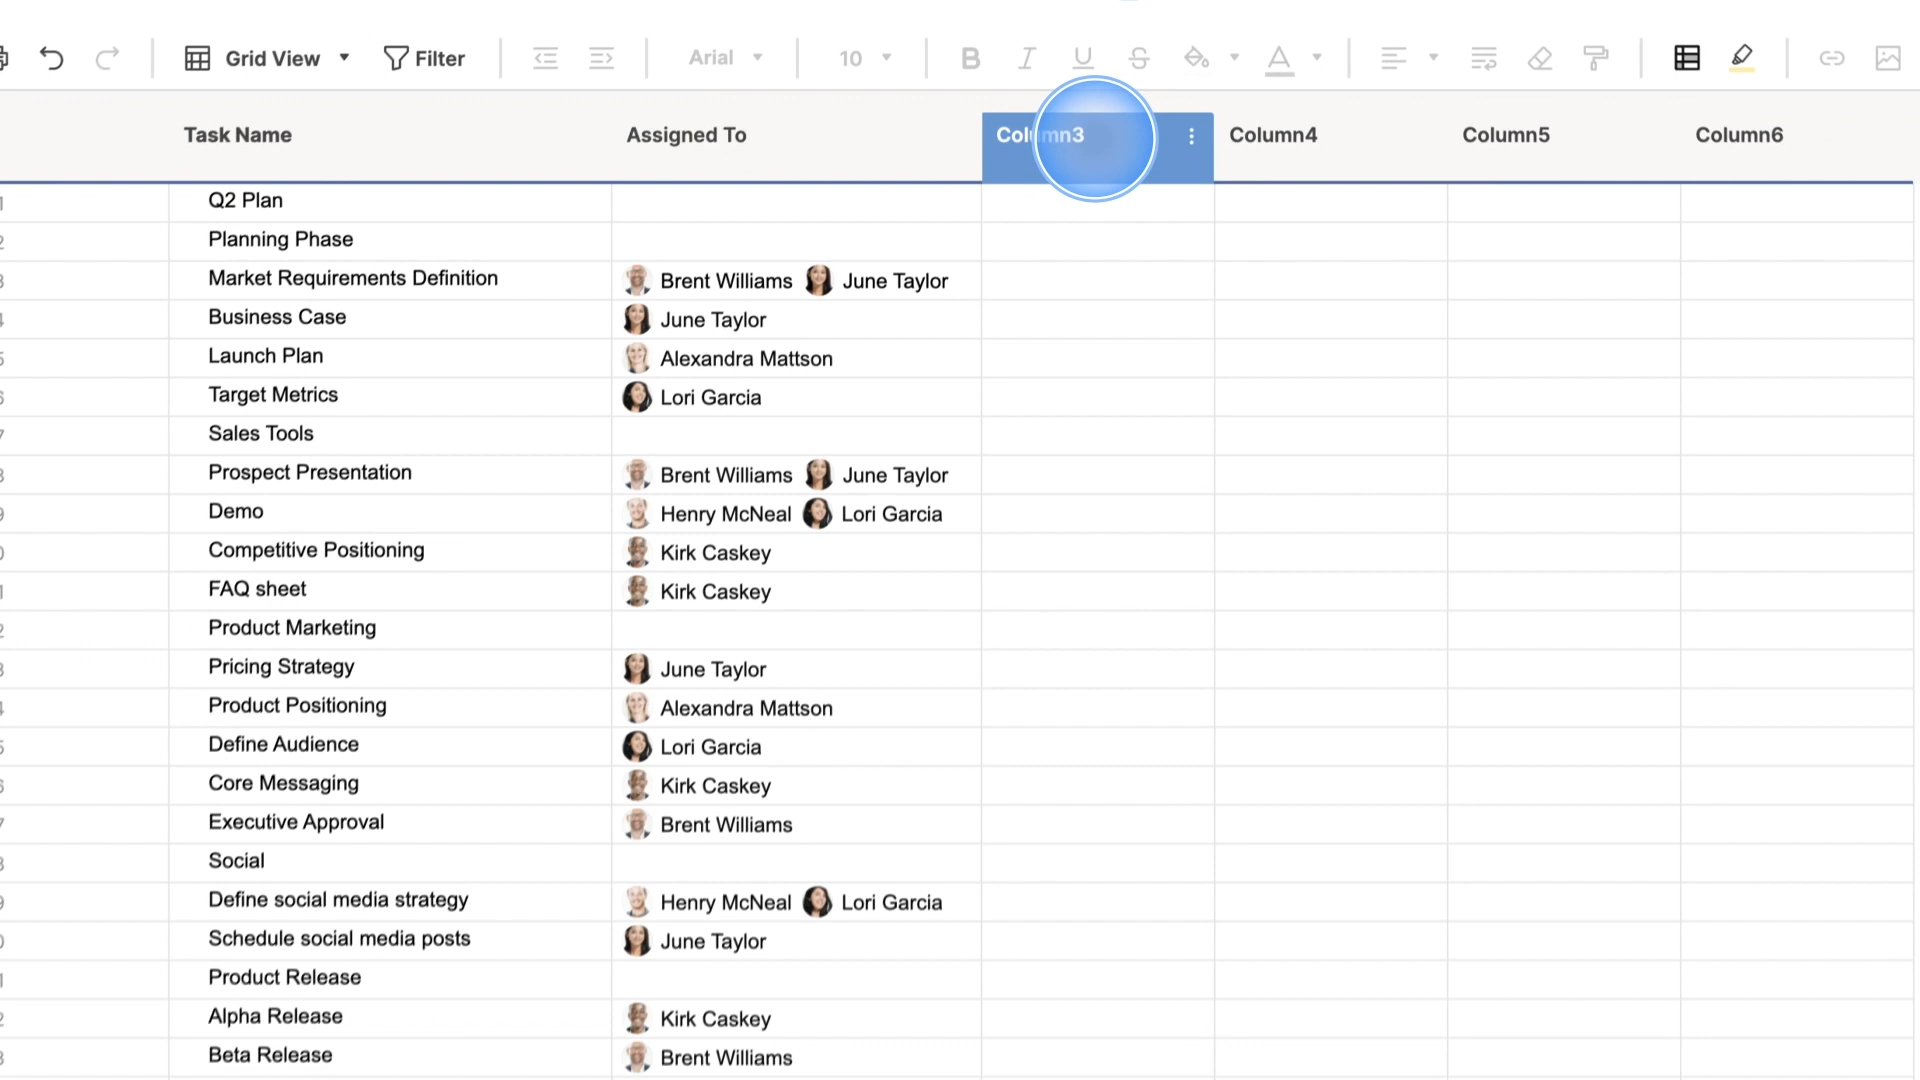 Grid View Filter Arial 10 B I U S A
Task Name Assigned To Column3 Column4 Column5 Column6
Q2 Plan
Planning Phase
Market Requirements Definition Brent Williams June Taylor
Business Case June Taylor
Launch Plan Alexandra Mattson
Target Metrics Lori Garcia
Sales Tools
Prospect Presentation Brent Williams June Taylor
Demo Henry McNeal Lori Garcia
Competitive Positioning Kirk Caskey
FAQ sheet Kirk Caskey
Product Marketing
Pricing Strategy June Taylor
Product Positioning Alexandra Mattson
Define Audience Lori Garcia
Core Messaging Kirk Caskey
Executive Approval Brent Williams
Social
Define social media strategy Henry McNeal Lori Garcia
Schedule social media posts June Taylor
Product Release
Alpha Release Kirk Caskey
Beta Release Brent Williams